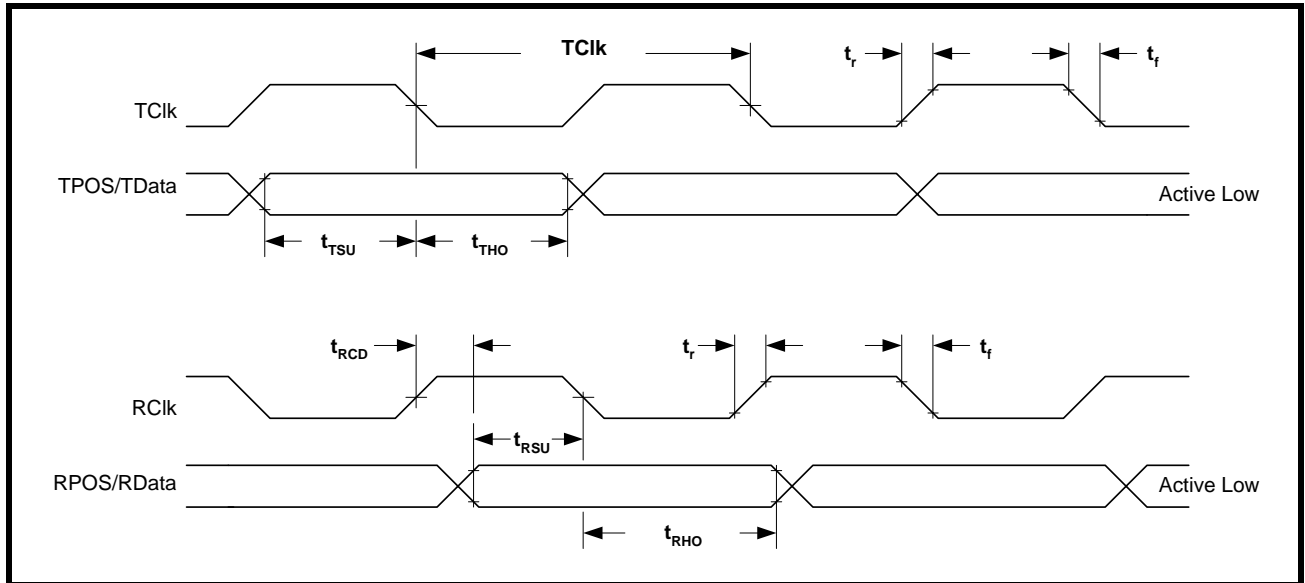 TClk
t_r
t_f
TClk
TPOS/TData
Active Low
t_TSU
t_THO
t_RCD
t_r
t_f
RClk
t_RSU
RPOS/RData
Active Low
t_RHO